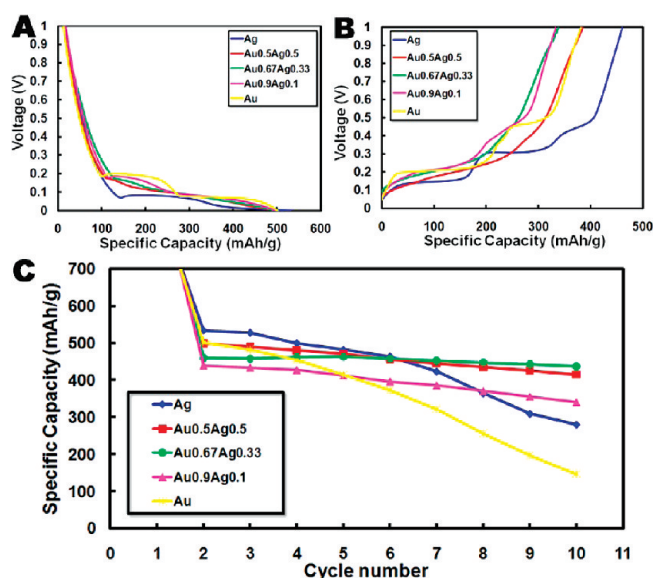 A
1
0.9
0.8
0.7
0.6
0.5
0.4
0.3
0.2
0.1
0
Voltage (V)
Ag
Au0.5Ag0.5
Au0.67Ag0.33
Au0.9Ag0.1
Au
0 100 200 300 400 500 600
Specific Capacity (mAh/g)
B
1
0.9
0.8
0.7
0.6
0.5
0.4
0.3
0.2
0.1
0
Voltage (V)
Ag
Au0.5Ag0.5
Au0.67Ag0.33
Au0.9Ag0.1
Au
0 100 200 300 400 500
Specific Capacity (mAh/g)
C
700
600
500
400
300
200
100
0
Specific Capacity (mAh/g)
Ag
Au0.5Ag0.5
Au0.67Ag0.33
Au0.9Ag0.1
Au
0 1 2 3 4 5 6 7 8 9 10 11
Cycle number